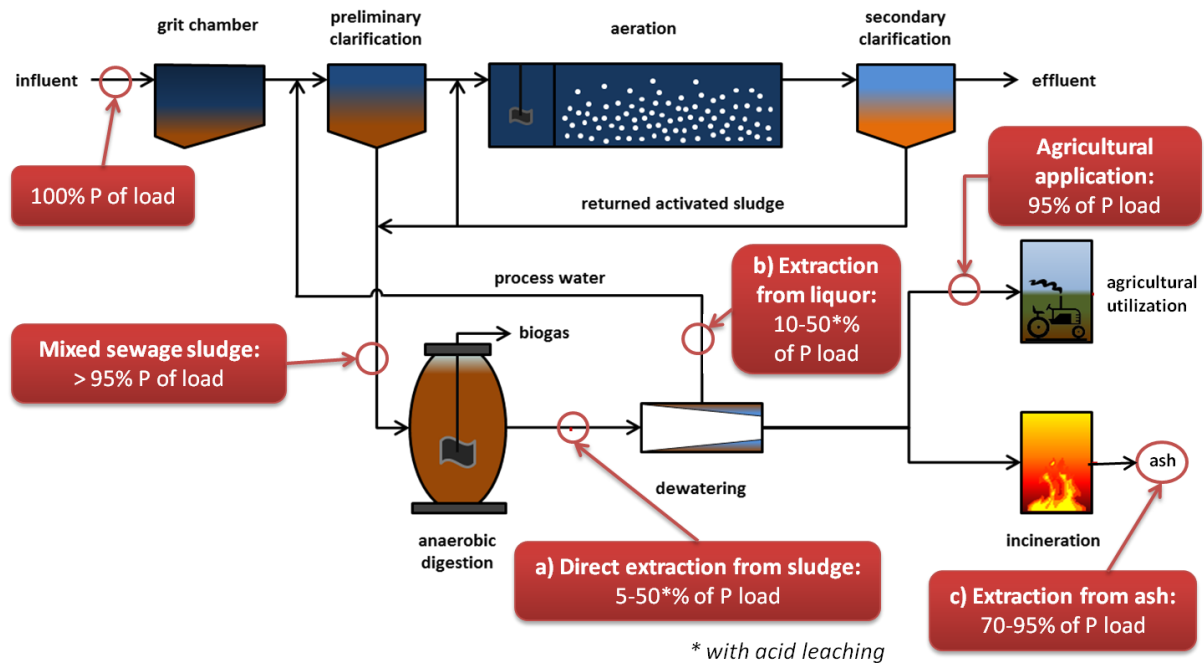 grit chamber
preliminary
clarification
aeration
secondary
clarification
influent
effluent
100% P of load
Agricultural
application:
95% of P load
returned activated sludge
process water
b) Extraction
from liquor:
10-50*%
of P load
agricultural
utilization
biogas
Mixed sewage sludge:
> 95% P of load
dewatering
ash
anaerobic
digestion
incineration
a) Direct extraction from sludge:
5-50*% of P load
c) Extraction from ash:
70-95% of P load
* with acid leaching